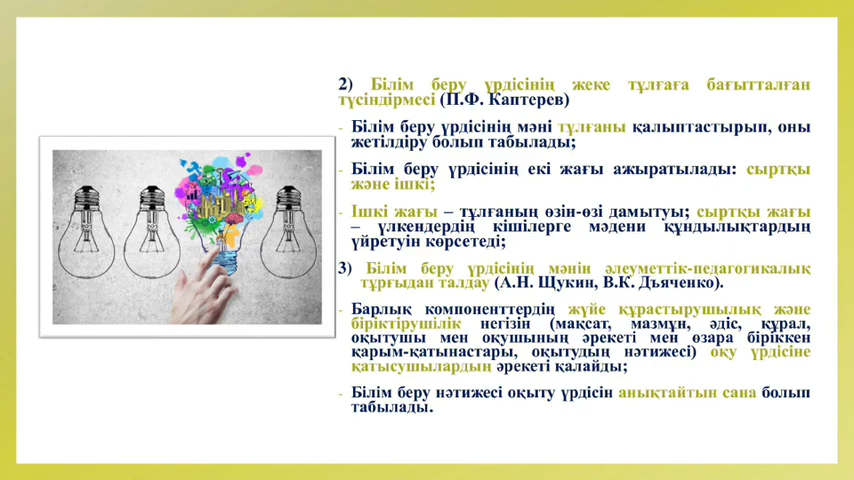 2) Білім беру үрдісінің жеке тұлғаға бағытталған
түсіндірмесі (П.Ф. Каптерев)
- Білім беру үрдісінің мәні тұлғаны қалыптастырып, оны
жетілдіру болып табылады;
- Білім беру үрдісінің екі жағы ажыратылады: сыртқы
және ішкі;
- Ішкі жағы – тұлғаның өзін-өзі дамытуы; сыртқы жағы
– үлкендердің кішілерге мәдени құндылықтардың
үйретуін көрсетеді;
3) Білім беру үрдісінің мәнін әлеуметтік-педагогикалық
тұрғыдан талдау (А.Н. Щукин, В.К. Дъяченко).
- Барлық компоненттердің жүйе құрастырушылық және
біріктірушілік негізін (мақсат, мазмұн, әдіс, құрал,
оқытушы мен оқушының әрекеті мен өзара біріккен
қарым-қатынастары, оқытудың нәтижесі) оқу үрдісіне
қатысушылардың әрекеті қалайды;
- Білім беру нәтижесі оқыту үрдісін анықтайтын сана болып
табылады.